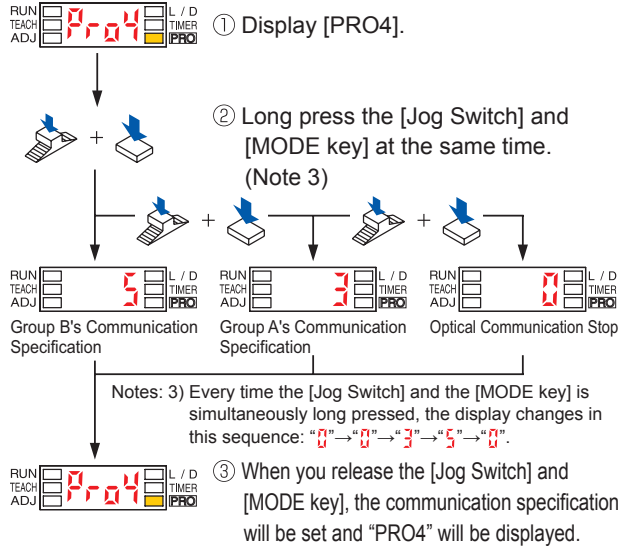 RUN
TEACH
ADJ
Pro4
L / D
TIMER
PRO
① Display [PRO4].
+
② Long press the [Jog Switch] and
[MODE key] at the same time.
(Note 3)
+
+
RUN
TEACH
ADJ
5
L / D
TIMER
PRO
RUN
TEACH
ADJ
3
L / D
TIMER
PRO
RUN
TEACH
ADJ
0
L / D
TIMER
PRO
Group B's Communication
Specification
Group A's Communication
Specification
Optical Communication Stop
Notes: 3) Every time the [Jog Switch] and the [MODE key] is
simultaneously long pressed, the display changes in
this sequence: “0”→“0”→“3”→“5”→“0”.
RUN
TEACH
ADJ
Pro4
L / D
TIMER
PRO
③ When you release the [Jog Switch] and
[MODE key], the communication specification
will be set and “PRO4” will be displayed.